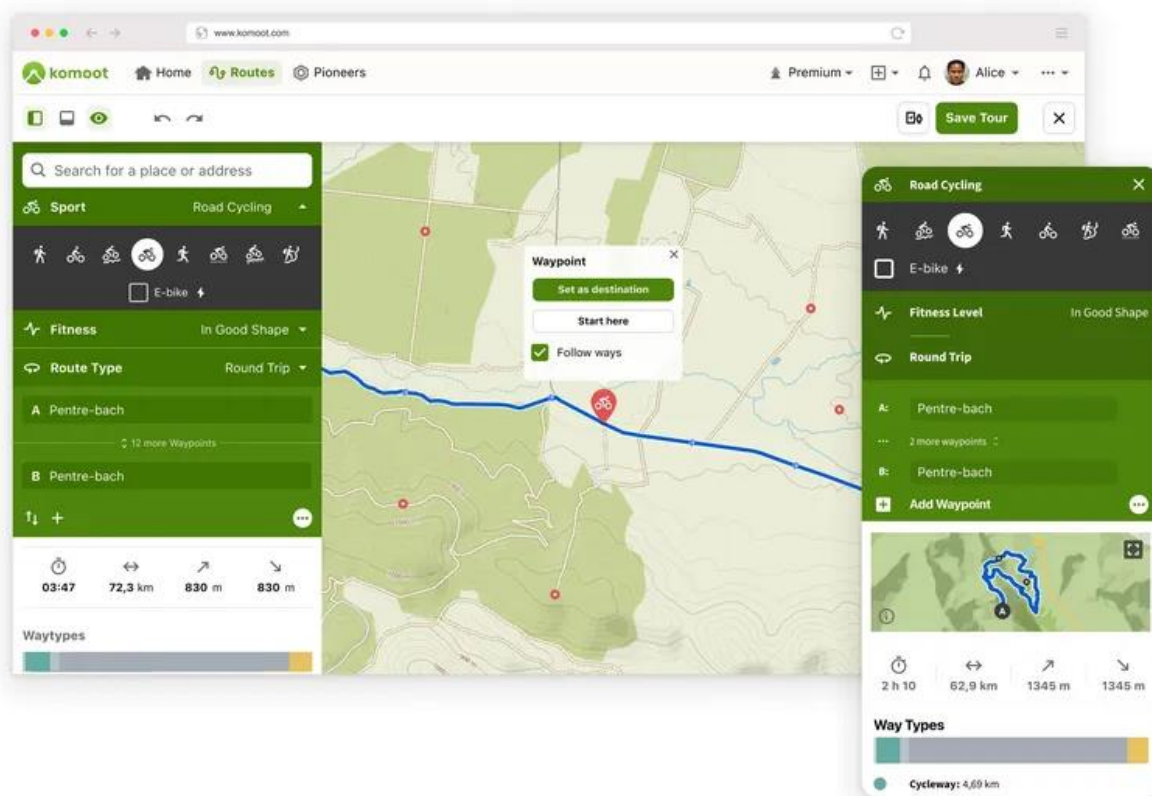 www.komoot.com
komoot Home Routes Pioneers Premium Alice
Save Tour
Search for a place or address
Sport Road Cycling
E-bike
Fitness In Good Shape
Route Type Round Trip
A Pentre-bach
12 more Waypoints
B Pentre-bach
03:47 72,3 km 830 m 830 m
Waytypes
Waypoint
Set as destination
Start here
Follow ways
Road Cycling
E-bike
Fitness Level In Good Shape
Round Trip
A: Pentre-bach
2 more waypoints
B: Pentre-bach
Add Waypoint
A
2 h 10 62,9 km 1345 m 1345 m
Way Types
Cycleway: 4,69 km